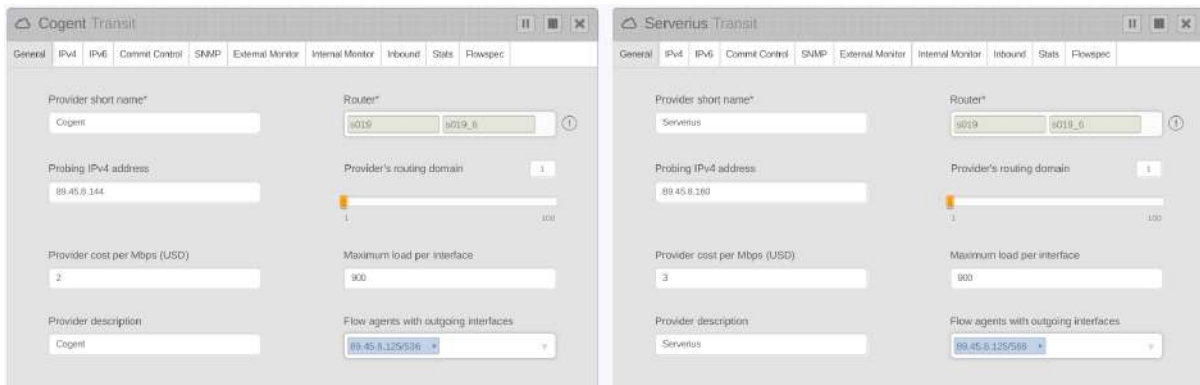 Cogent Transit
General IPv4 IPv6 Commit Control SNMP External Monitor Internal Monitor Inbound Stats Flowspec
Provider short name* Router*
Cogent s019 s019_6
Probing IPv4 address Provider's routing domain 1
89.45.8.144
1 100
Provider cost per Mbps (USD) Maximum load per interface
2 900
Provider description Flow agents with outgoing interfaces
Cogent 89.45.8.125/536
Serverius Transit
General IPv4 IPv6 Commit Control SNMP External Monitor Internal Monitor Inbound Stats Flowspec
Provider short name* Router*
Serverius s019 s019_6
Probing IPv4 address Provider's routing domain 1
89.45.8.160
1 100
Provider cost per Mbps (USD) Maximum load per interface
3 900
Provider description Flow agents with outgoing interfaces
Serverius